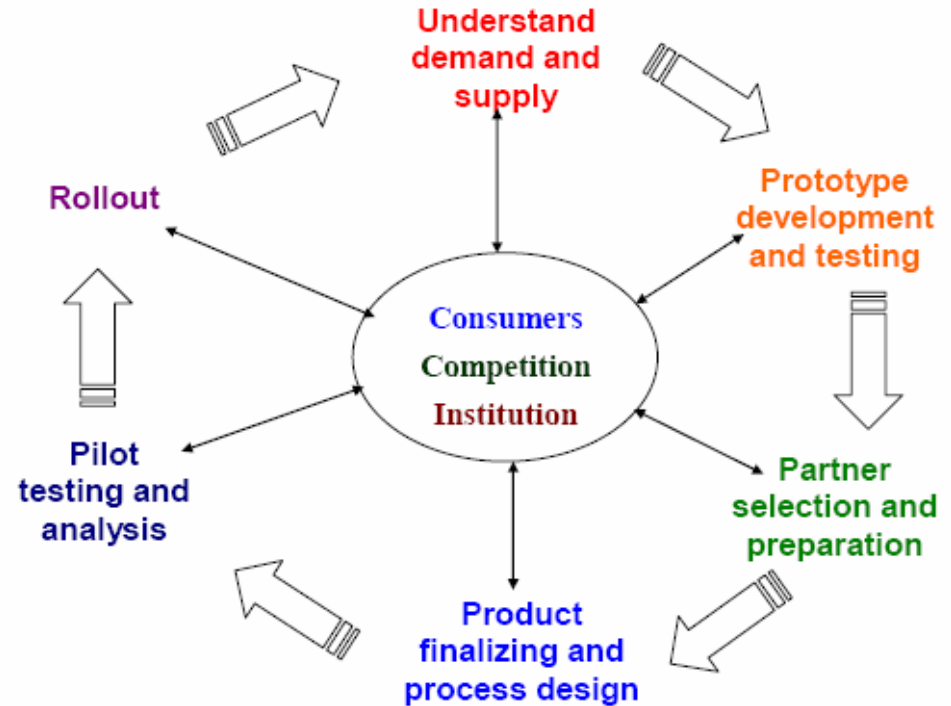 Understand
demand and
supply
Prototype
development
and testing
Rollout
Consumers
Competition
Institution
Pilot
testing and
analysis
Partner
selection and
preparation
Product
finalizing and
process design